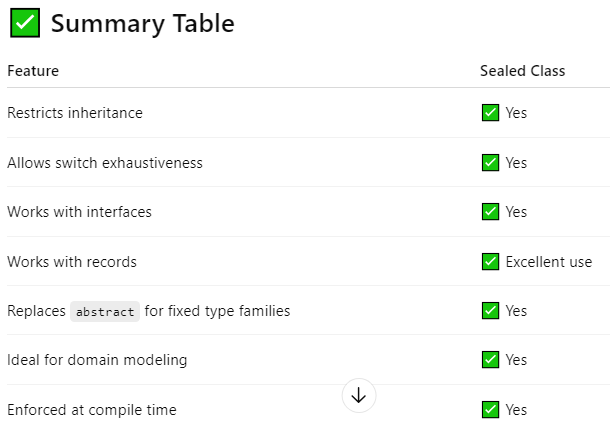 ✅ Summary Table
Feature Sealed Class
Restricts inheritance ✅ Yes
Allows switch exhaustiveness ✅ Yes
Works with interfaces ✅ Yes
Works with records ✅ Excellent use
Replaces abstract for fixed type families ✅ Yes
Ideal for domain modeling ✅ Yes
Enforced at compile time ✅ Yes